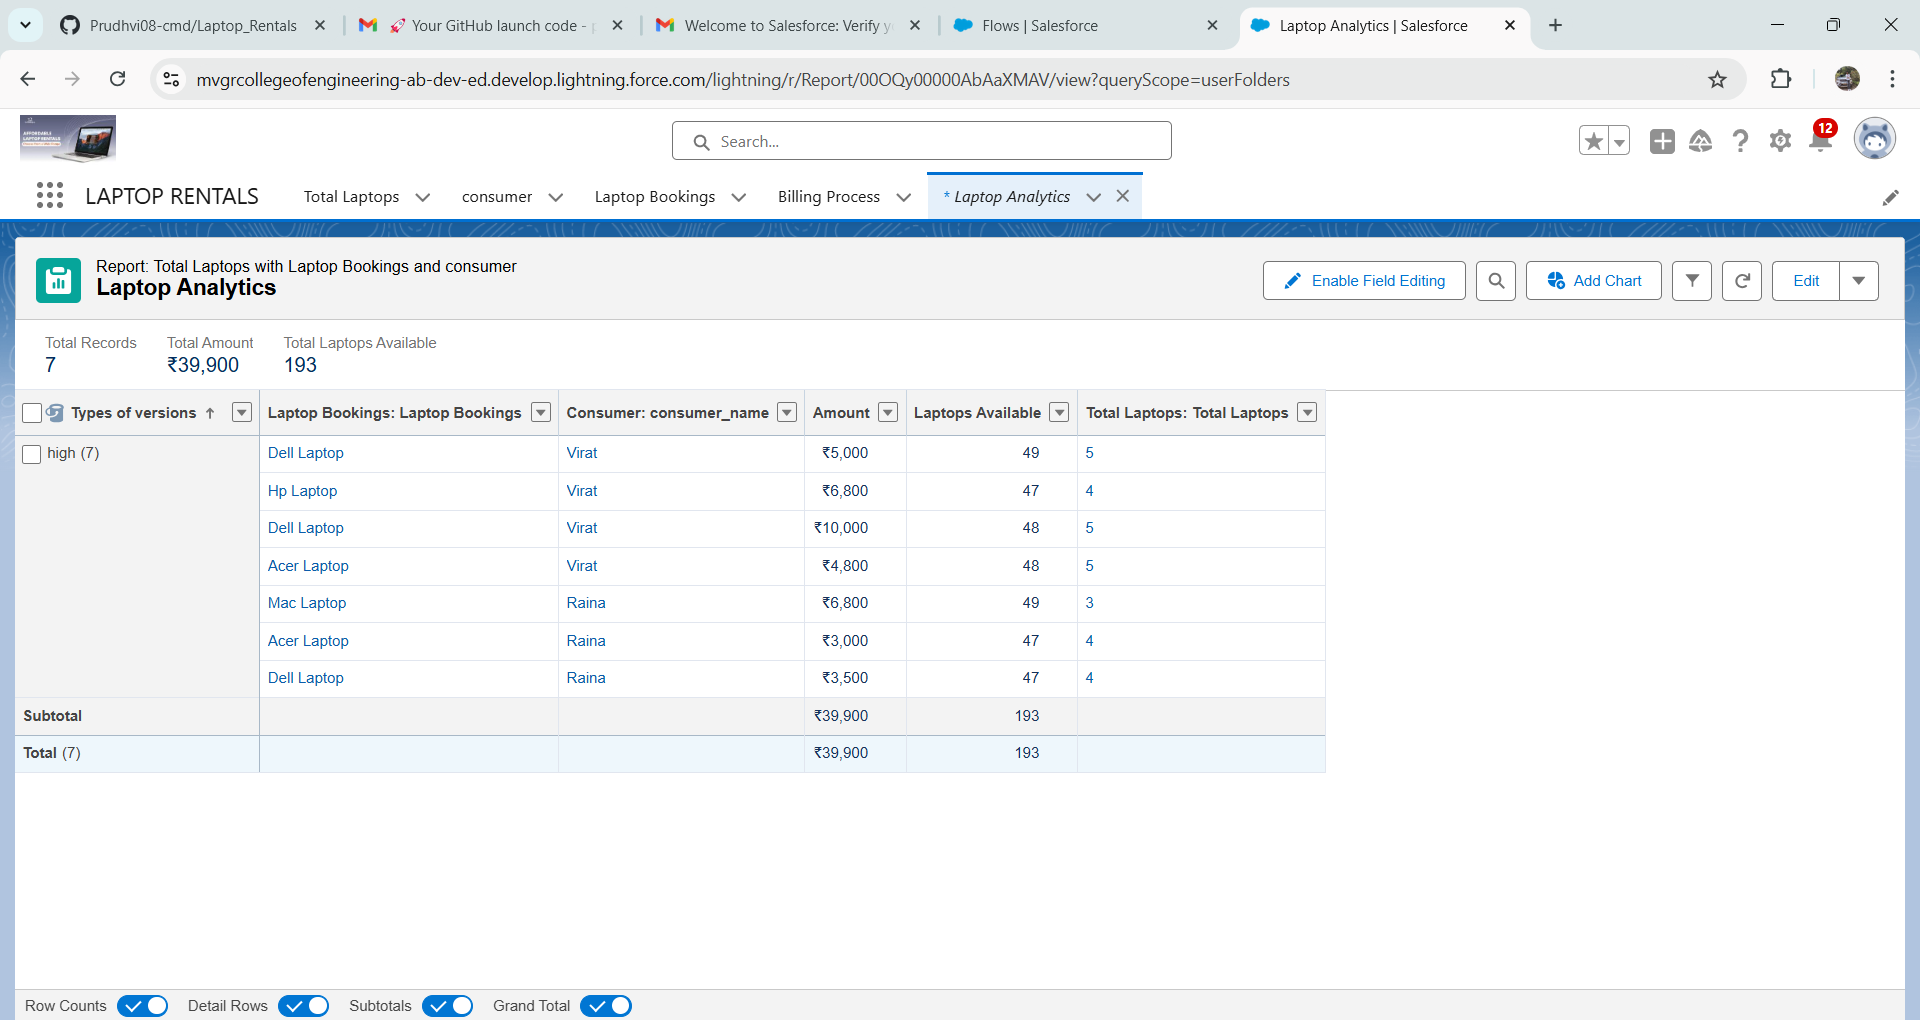 Prudhvi08-cmd/Laptop_Rentals
🚀 Your GitHub launch code -
Welcome to Salesforce: Verify y
Flows | Salesforce
Laptop Analytics | Salesforce
mvgrcollegeofengineering-ab-dev-ed.develop.lightning.force.com/lightning/r/Report/00OQy00000AbAaXMAV/view?queryScope=userFolders
Search...
12
LAPTOP RENTALS
Total Laptops
consumer
Laptop Bookings
Billing Process
* Laptop Analytics
Report: Total Laptops with Laptop Bookings and consumer
Laptop Analytics
Enable Field Editing
Add Chart
Edit
Total Records Total Amount Total Laptops Available
7 ₹39,900 193
Types of versions ↑ Laptop Bookings: Laptop Bookings Consumer: consumer_name Amount Laptops Available Total Laptops: Total Laptops
high (7) Dell Laptop Virat ₹5,000 49 5
Hp Laptop Virat ₹6,800 47 4
Dell Laptop Virat ₹10,000 48 5
Acer Laptop Virat ₹4,800 48 5
Mac Laptop Raina ₹6,800 49 3
Acer Laptop Raina ₹3,000 47 4
Dell Laptop Raina ₹3,500 47 4
Subtotal ₹39,900 193
Total (7) ₹39,900 193
Row Counts Detail Rows Subtotals Grand Total